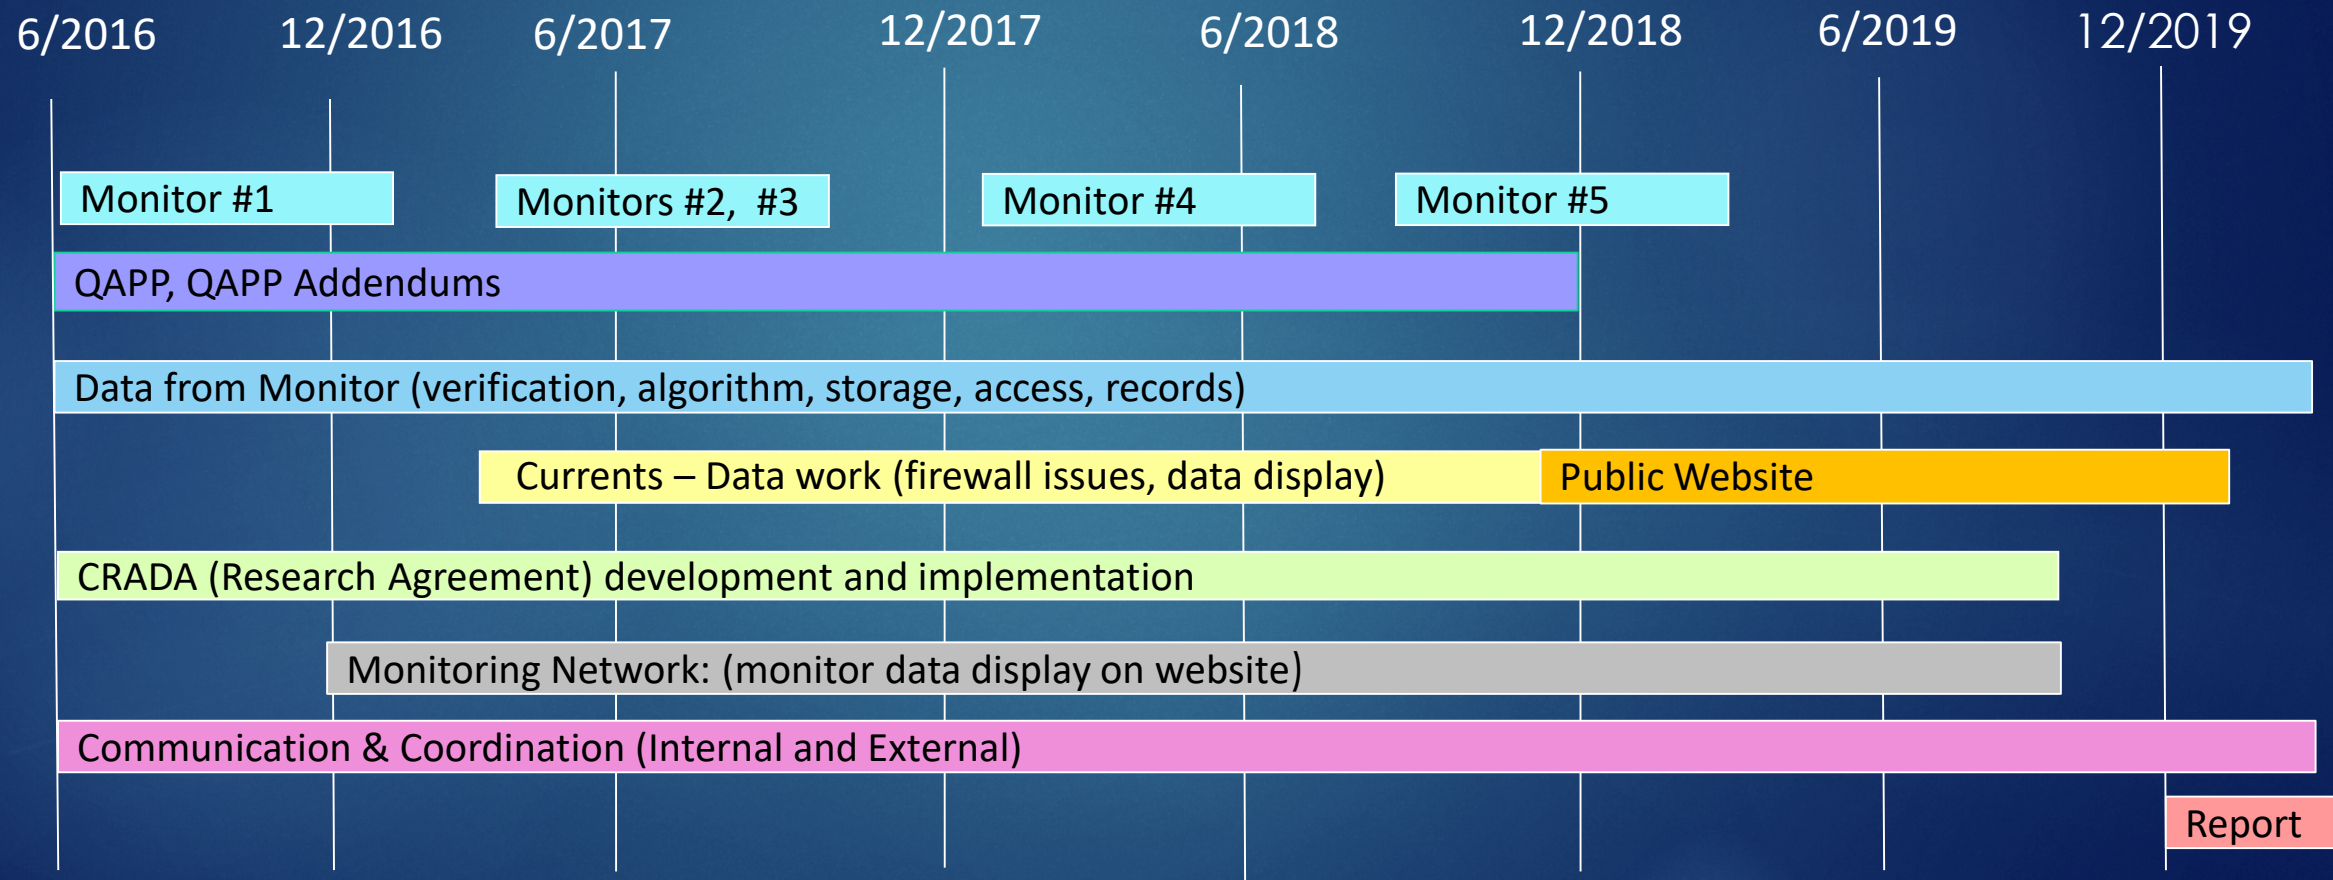 6/2016 12/2016 6/2017 12/2017 6/2018 12/2018 6/2019 12/2019
Monitor #1 Monitors #2,  #3 Monitor #4 Monitor #5
QAPP, QAPP Addendums
Data from Monitor (verification, algorithm, storage, access, records)
Currents – Data work (firewall issues, data display) Public Website
CRADA (Research Agreement) development and implementation
Monitoring Network: (monitor data display on website)
Communication & Coordination (Internal and External)
Report